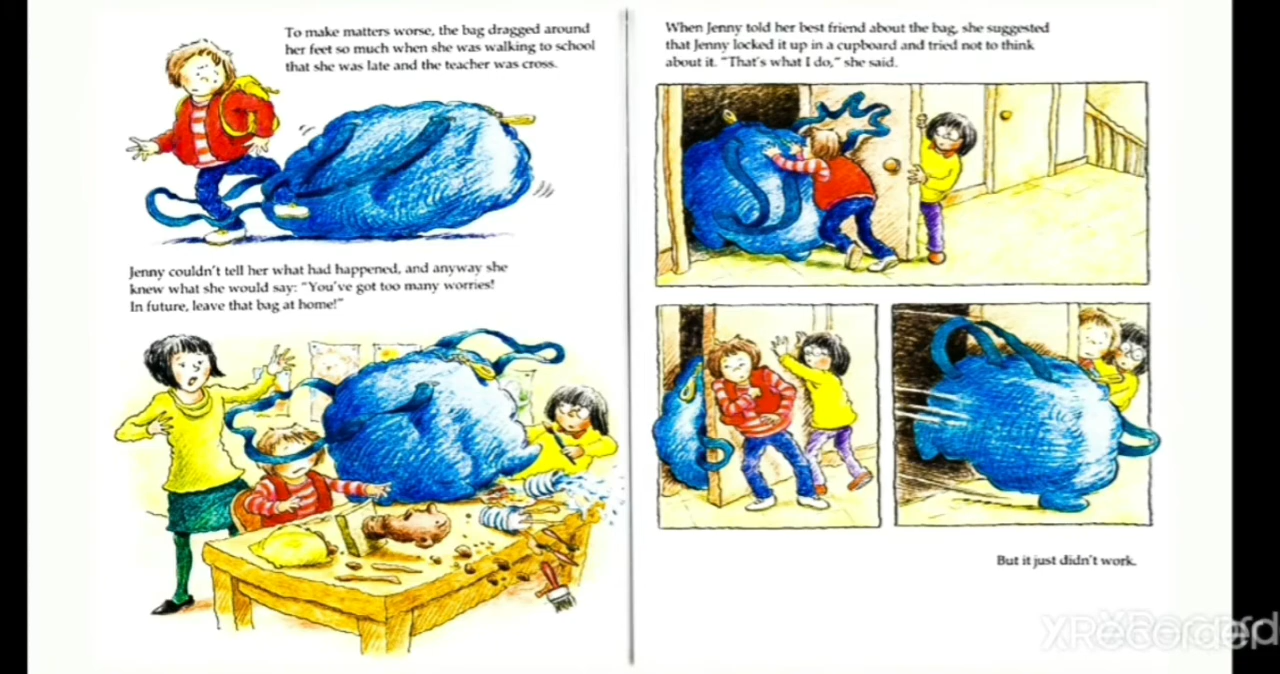 To make matters worse, the bag dragged around
her feet so much when she was walking to school
that she was late and the teacher was cross.
Jenny couldn't tell her what had happened, and anyway she
knew what she would say: "You've got too many worries!
In future, leave that bag at home!"
When Jenny told her best friend about the bag, she suggested
that Jenny locked it up in a cupboard and tried not to think
about it. "That's what I do," she said.
But it just didn't work.
XRecorder